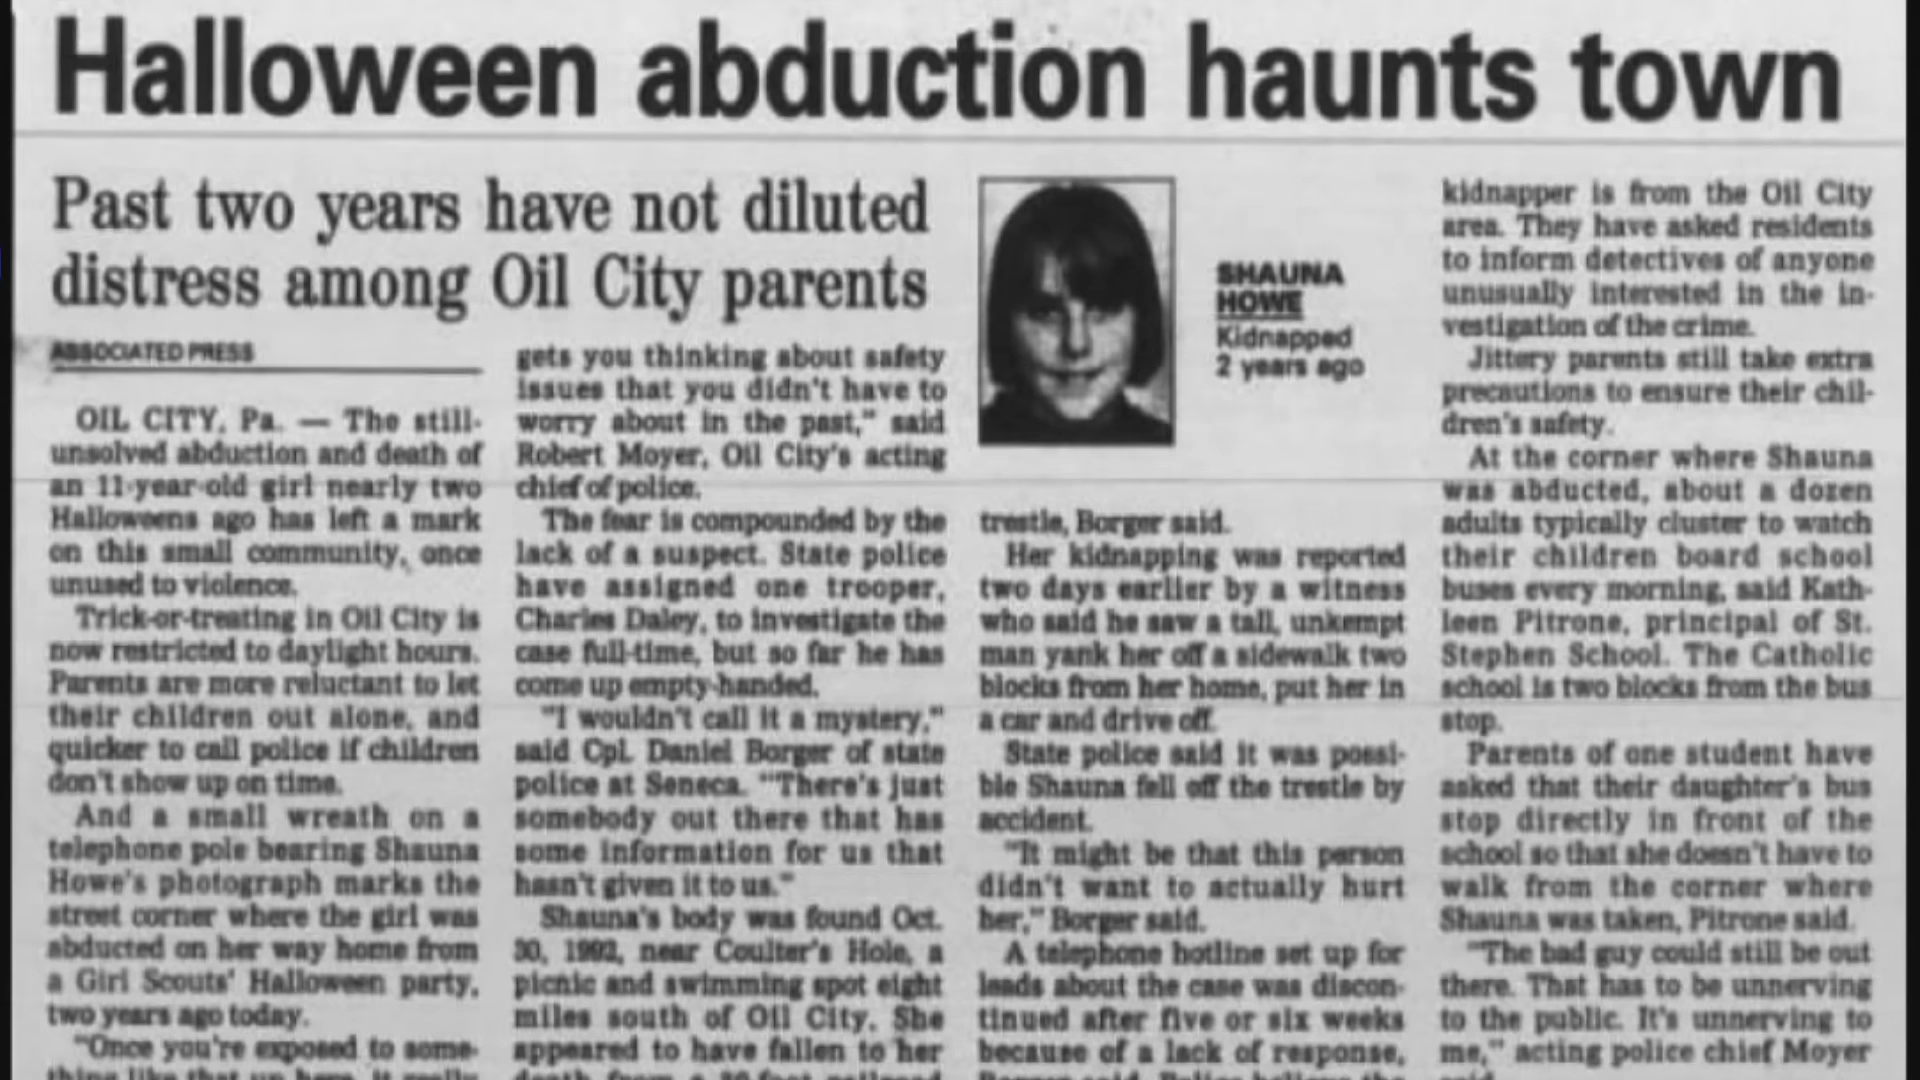 Halloween abduction haunts town
Past two years have not diluted
distress among Oil City parents
ASSOCIATED PRESS
OIL CITY, Pa. — The still-
unsolved abduction and death of
an 11-year-old girl nearly two
Halloweens ago has left a mark
on this small community, once
unused to violence.
Trick-or-treating in Oil City is
now restricted to daylight hours.
Parents are more reluctant to let
their children out alone, and
quicker to call police if children
don't show up on time.
And a small wreath on a
telephone pole bearing Shauna
Howe's photograph marks the
street corner where the girl was
abducted on her way home from
a Girl Scouts' Halloween party,
two years ago today.
"Once you're exposed to some-
thing like that up here, it really
gets you thinking about safety
issues that you didn't have to
worry about in the past," said
Robert Moyer, Oil City's acting
chief of police.
The fear is compounded by the
lack of a suspect. State police
have assigned one trooper,
Charles Daley, to investigate the
case full-time, but so far he has
come up empty-handed.
"I wouldn't call it a mystery,"
said Cpl. Daniel Borger of state
police at Seneca. "There's just
somebody out there that has
some information for us that
hasn't given it to us."
Shauna's body was found Oct.
30, 1992, near Coulter's Hole, a
picnic and swimming spot eight
miles south of Oil City. She
appeared to have fallen to her
SHAUNA
HOWE
Kidnapped
2 years ago
trestle, Borger said.
Her kidnapping was reported
two days earlier by a witness
who said he saw a tall, unkempt
man yank her off a sidewalk two
blocks from her home, put her in
a car and drive off.
State police said it was possi-
ble Shauna fell off the trestle by
accident.
"It might be that this person
didn't want to actually hurt
her," Borger said.
A telephone hotline set up for
leads about the case was discon-
tinued after five or six weeks
because of a lack of response,
kidnapper is from the Oil City
area. They have asked residents
to inform detectives of anyone
unusually interested in the in-
vestigation of the crime.
Jittery parents still take extra
precautions to ensure their chil-
dren's safety.
At the corner where Shauna
was abducted, about a dozen
adults typically cluster to watch
their children board school
buses every morning, said Kath-
leen Pitrone, principal of St.
Stephen School. The Catholic
school is two blocks from the bus
stop.
Parents of one student have
asked that their daughter's bus
stop directly in front of the
school so that she doesn't have to
walk from the corner where
Shauna was taken, Pitrone said.
"The bad guy could still be out
there. That has to be unnerving
to the public. It's unnerving to
me," acting police chief Moyer